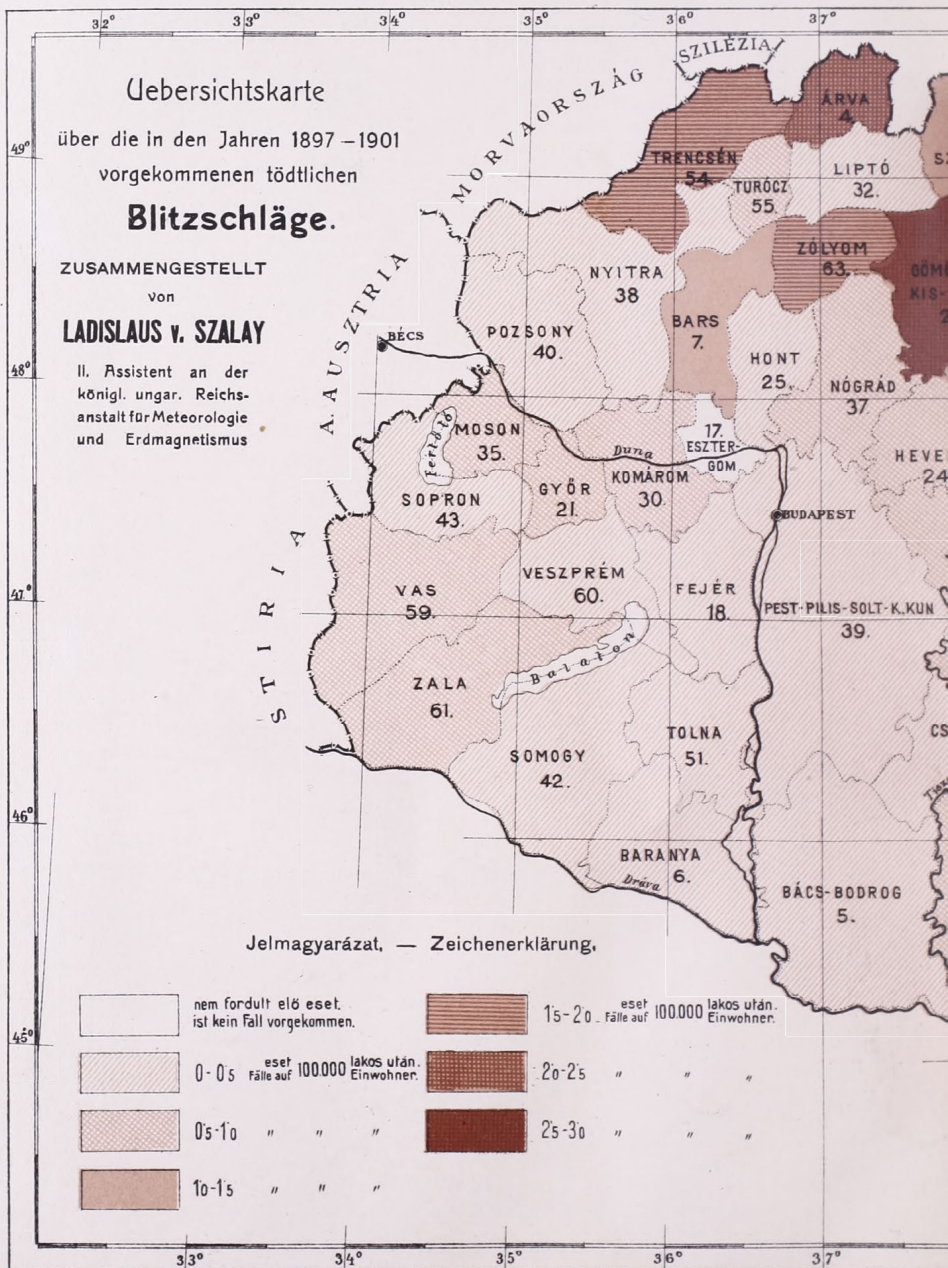 32° 33° 34° 35° 36° 37°
Uebersichtskarte
über die in den Jahren 1897 – 1901
vorgekommenen tödtlichen
Blitzschläge.
ZUSAMMENGESTELLT
von
LADISLAUS v. SZALAY
II. Assistent an der
königl. ungar. Reichs-
anstalt für Meteorologie
und Erdmagnetismus
49°
48°
47°
46°
45°
SZILÉZIA
MORVAORSZÁG
A. AUSZTRIA
STIRIA
ÁRVA
4.
TRENCSÉN
54.
TURÓCZ
55.
LIPTÓ
32.
ZÓLYOM
63.
NYITRA
38
BARS
7.
POZSONY
40.
HONT
25.
NÓGRÁD
37.
BÉCS
MOSON
35.
Fertőtó
17.
ESZTER-
GOM
Duna
KOMÁROM
30.
GYŐR
21.
SOPRON
43.
HEVE
24
BUDAPEST
VAS
59.
VESZPRÉM
60.
FEJÉR
18.
PEST-PILIS-SOLT-K.KUN
39.
Balaton
ZALA
61.
SOMOGY
42.
TOLNA
51.
CS
BARANYA
6.
Dráva
BÁCS-BODROG
5.
Jelmagyarázat, — Zeichenerklärung,
nem fordult elö eset.
ist kein Fall vorgekommen.
0-0·5 eset Fälle auf 100.000 lakos után. Einwohner.
0·5-1·0 " " "
1·0-1·5 " " "
1·5-2·0 eset Fälle auf 100.000 lakos után. Einwohner.
2·0-2·5 " " "
2·5-3·0 " " "
33° 34° 35° 36° 37°